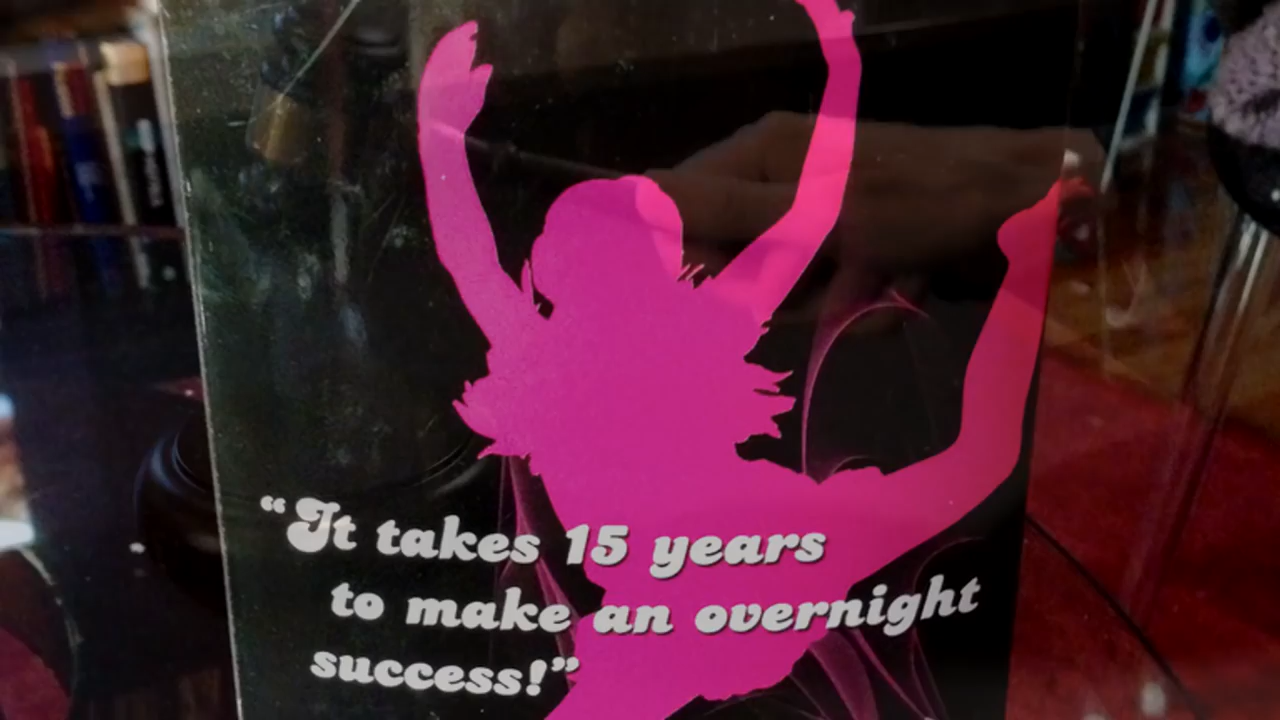 “It takes 15 years
to make an overnight
success!”